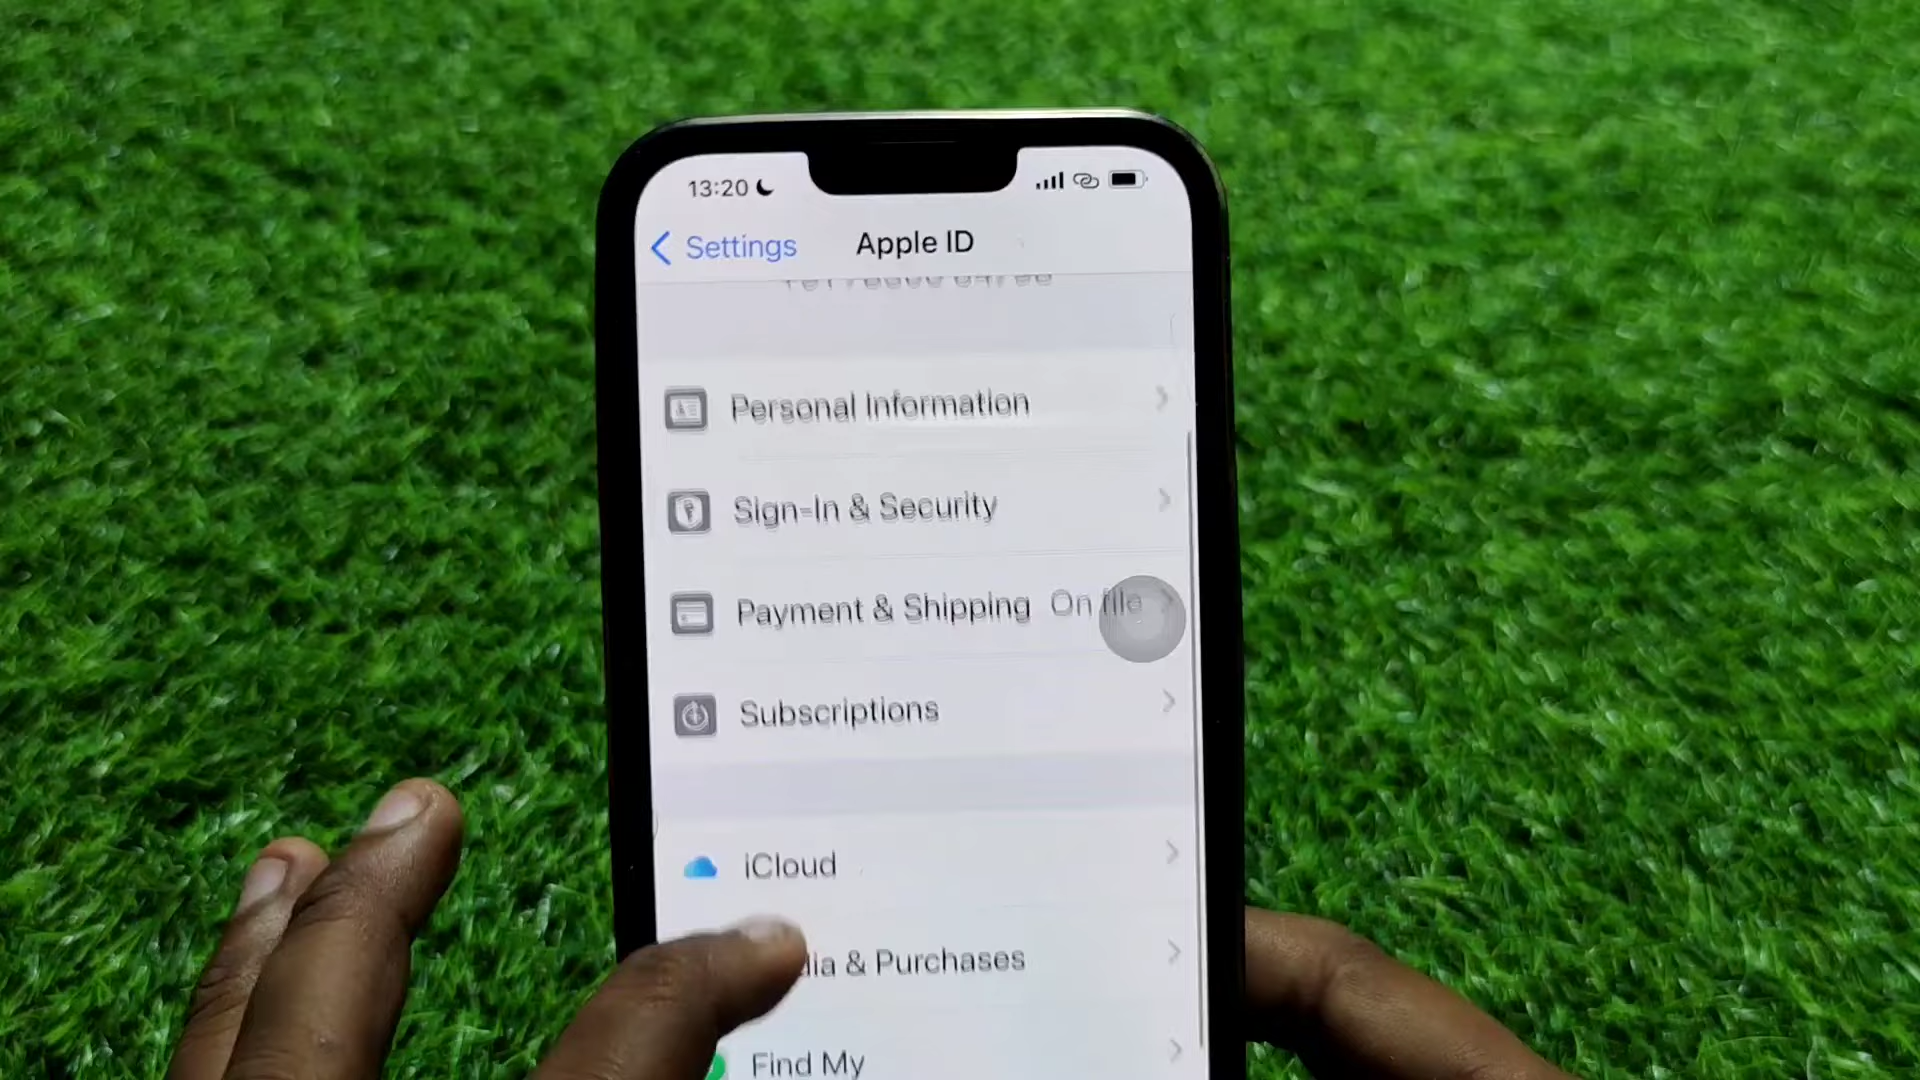 13:20
Settings
Apple ID
Personal Information
Sign-In & Security
Payment & Shipping On file
Subscriptions
iCloud
& Purchases
Find My